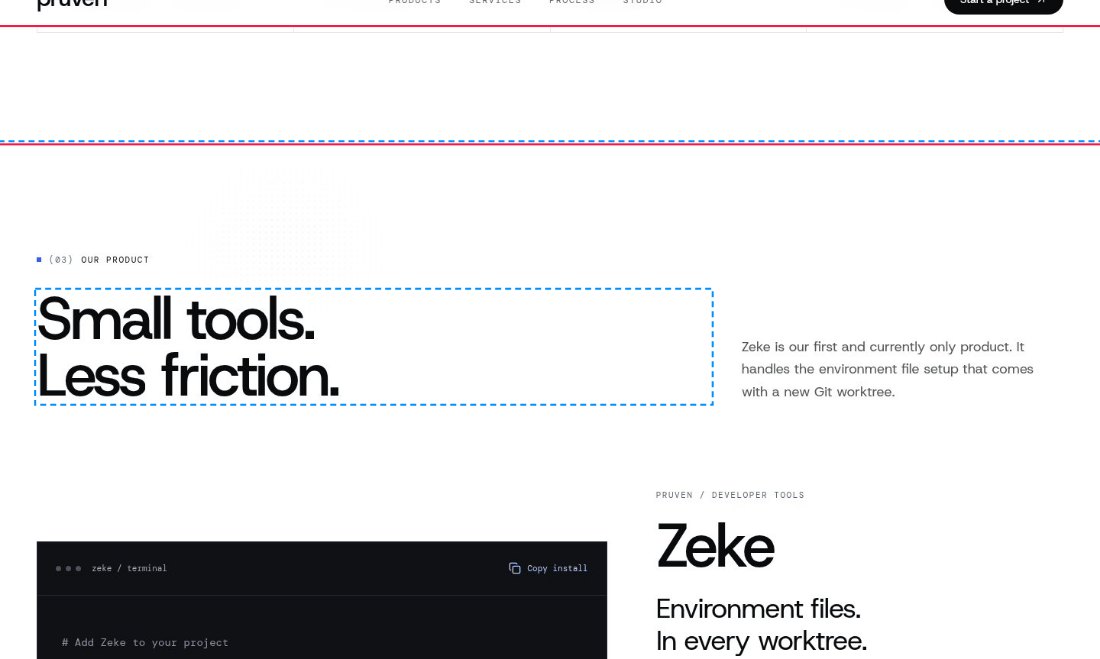 pruven
PRODUCTS SERVICES PROCESS STUDIO
Start a project
(03) OUR PRODUCT
Small tools.
Less friction.
Zeke is our first and currently only product. It
handles the environment file setup that comes
with a new Git worktree.
PRUVEN / DEVELOPER TOOLS
Zeke
Environment files.
In every worktree.
zeke / terminal
Copy install
# Add Zeke to your project